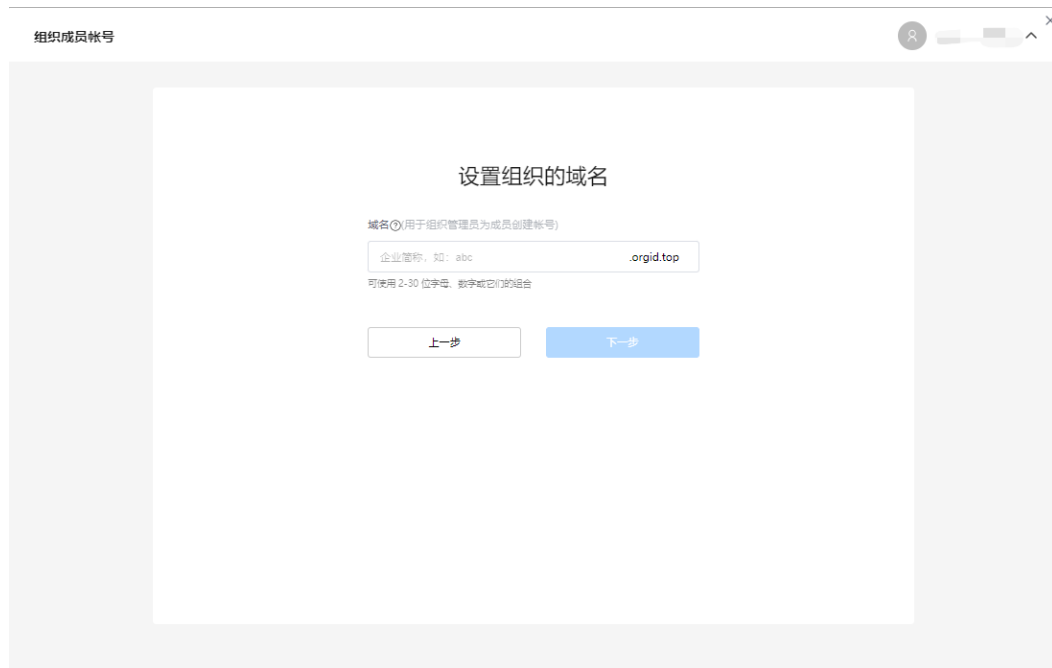 组织成员帐号
设置组织的域名
域名?(用于组织管理员为成员创建帐号)
企业简称，如：abc .orgid.top
可使用 2-30 位字母、数字或它们的组合
上一步 下一步